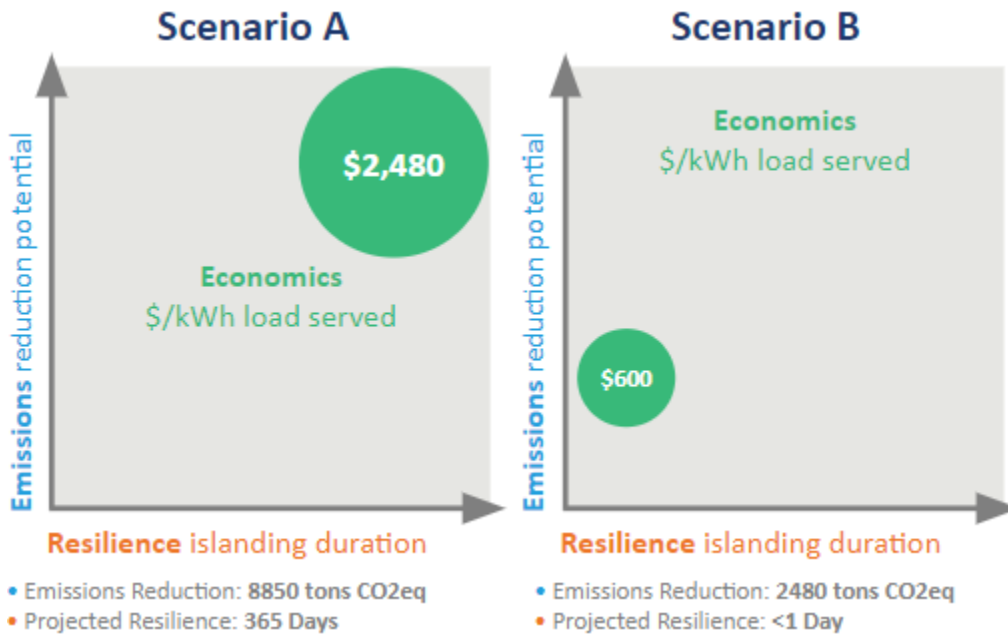 Scenario A
Emissions reduction potential
$2,480
Economics
$/kWh load served
Resilience islanding duration
• Emissions Reduction: 8850 tons CO2eq
• Projected Resilience: 365 Days
Scenario B
Emissions reduction potential
Economics
$/kWh load served
$600
Resilience islanding duration
• Emissions Reduction: 2480 tons CO2eq
• Projected Resilience: <1 Day